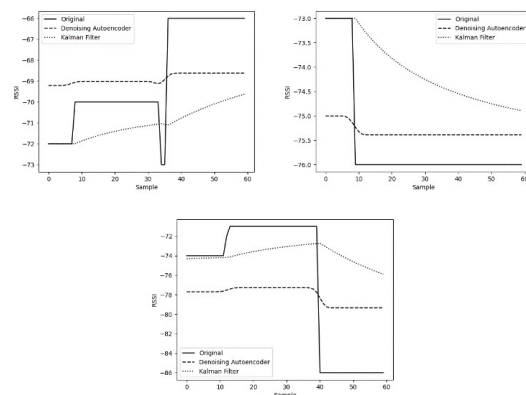 Original
Denoising Autoencoder
Kalman Filter
−66
−67
−68
−69
−70
−71
−72
−73
RSSI
0 10 20 30 40 50 60
Sample
Original
Denoising Autoencoder
Kalman Filter
−73.0
−73.5
−74.0
−74.5
−75.0
−75.5
−76.0
RSSI
0 10 20 30 40 50 60
Sample
−72
−74
−76
−78
−80
−82
−84
−86
RSSI
Original
Denoising Autoencoder
Kalman Filter
0 10 20 30 40 50 60
Sample